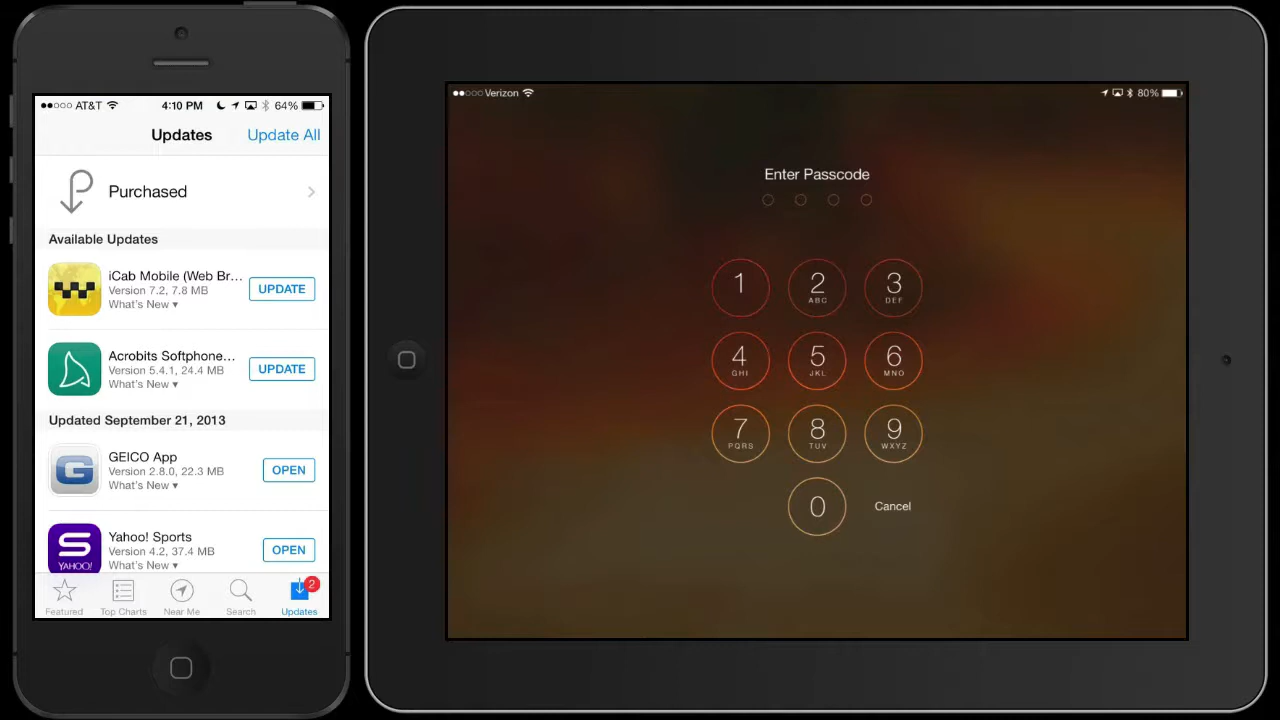 AT&T 4:10 PM 64%
Updates Update All
Purchased
Available Updates
iCab Mobile (Web Br...
Version 7.2, 7.8 MB
What's New ▾
UPDATE
Acrobits Softphone...
Version 5.4.1, 24.4 MB
What's New ▾
UPDATE
Updated September 21, 2013
G
GEICO App
Version 2.8.0, 22.3 MB
What's New ▾
OPEN
S
YAHOO!
Yahoo! Sports
Version 4.2, 37.4 MB
What's New ▾
OPEN
2
Featured Top Charts Near Me Search Updates
Verizon 80%
Enter Passcode
1 2 3
ABC DEF
4 5 6
GHI JKL MNO
7 8 9
PQRS TUV WXYZ
0 Cancel